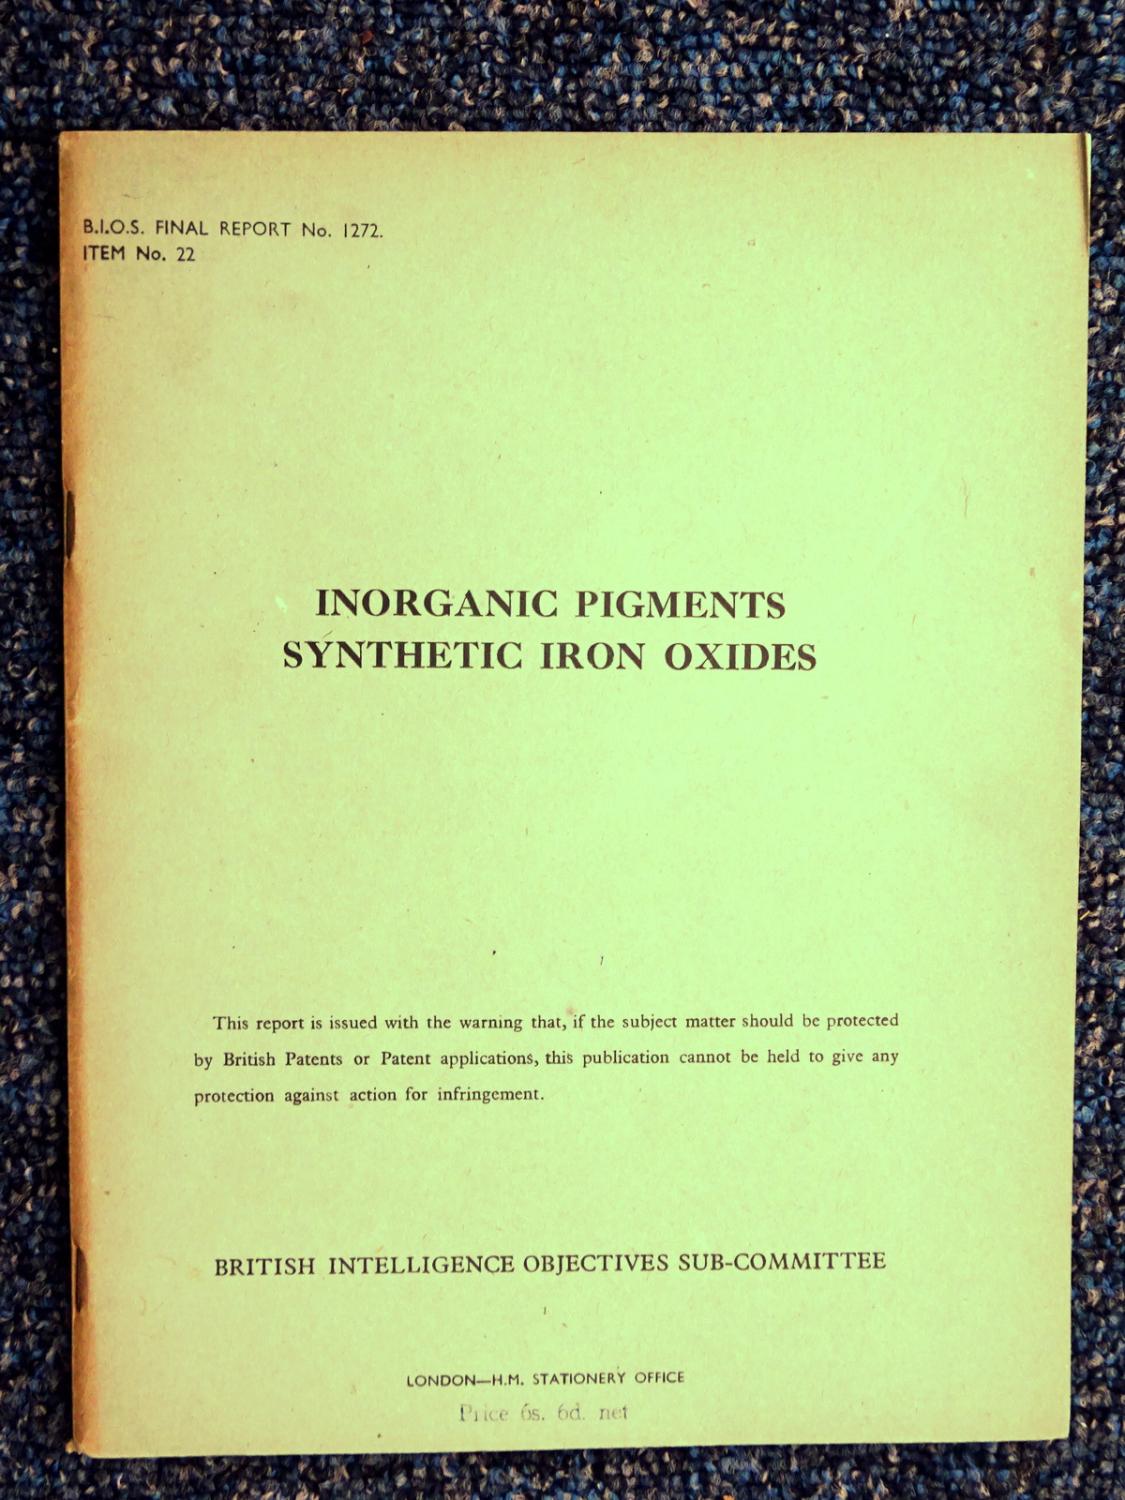 B.I.O.S. FINAL REPORT No. 1272.
ITEM No. 22
INORGANIC PIGMENTS
SYNTHETIC IRON OXIDES
This report is issued with the warning that, if the subject matter should be protected
by British Patents or Patent applications, this publication cannot be held to give any
protection against action for infringement.
BRITISH INTELLIGENCE OBJECTIVES SUB-COMMITTEE
LONDON—H.M. STATIONERY OFFICE
Price 6s. 6d. net